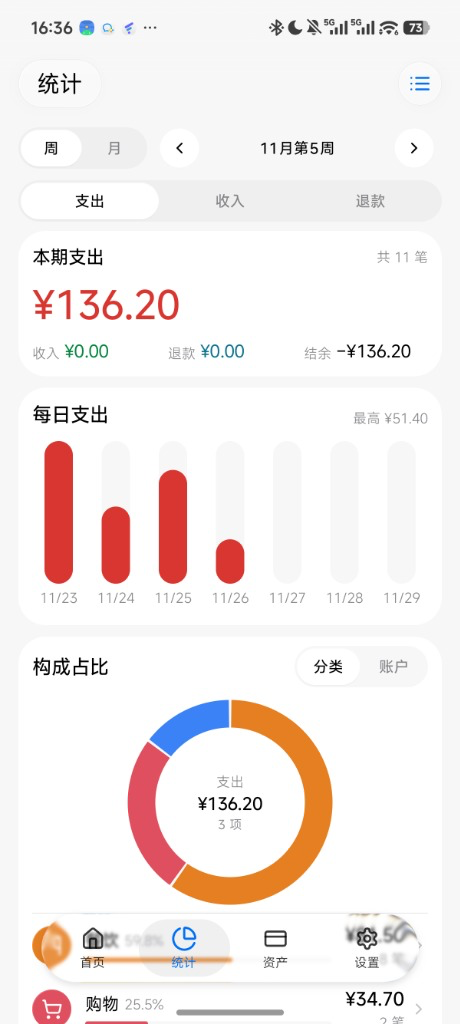 16:36 5G 5G 73
统计
周 月 11月第5周
支出 收入 退款
本期支出 共 11 笔
¥136.20
收入 ¥0.00 退款 ¥0.00 结余 -¥136.20
每日支出 最高 ¥51.40
11/23 11/24 11/25 11/26 11/27 11/28 11/29
构成占比 分类 账户
支出
¥136.20
3 项
59.8%
首页 统计 资产 设置
购物 25.5% ¥34.70
2 笔